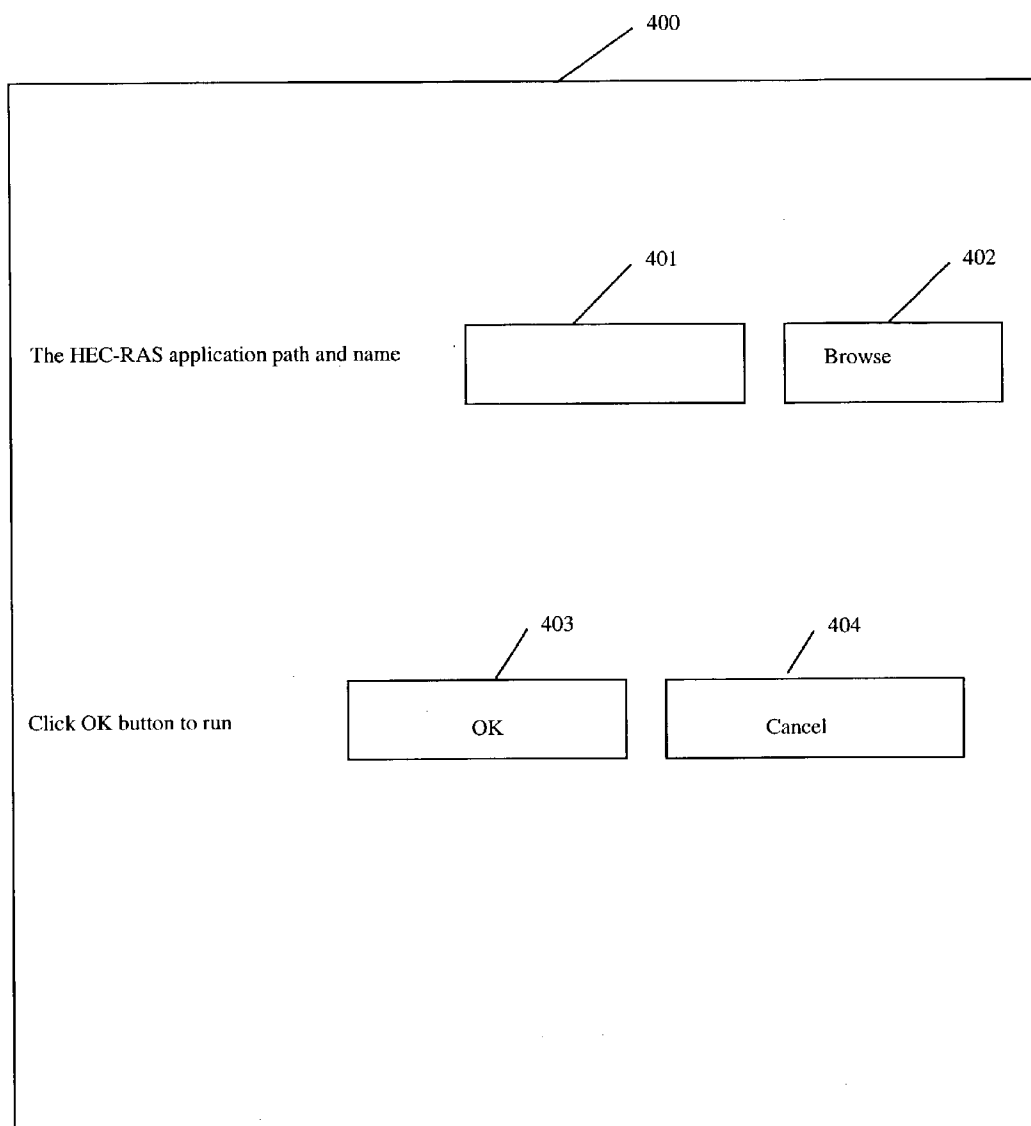 400
401
402
The HEC-RAS application path and name
Browse
403
404
Click OK button to run
OK
Cancel